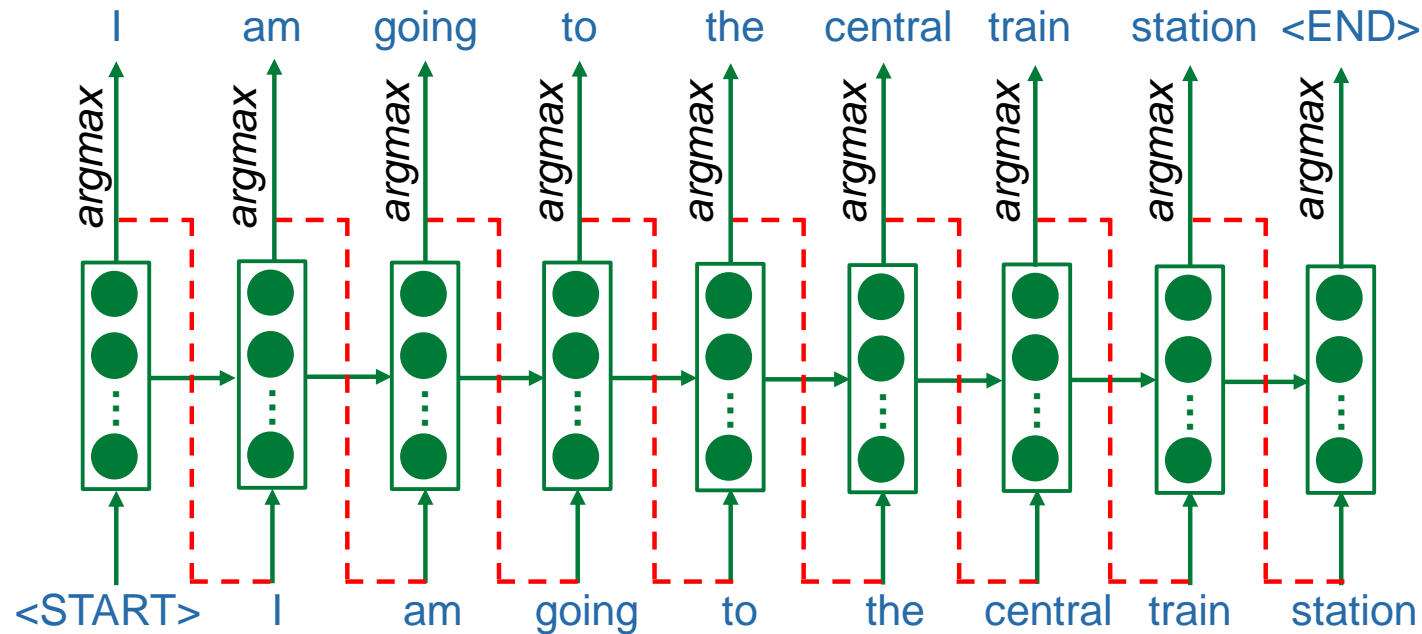 I am going to the central train station <END>
argmax argmax argmax argmax argmax argmax argmax argmax argmax
<START> I am going to the central train station